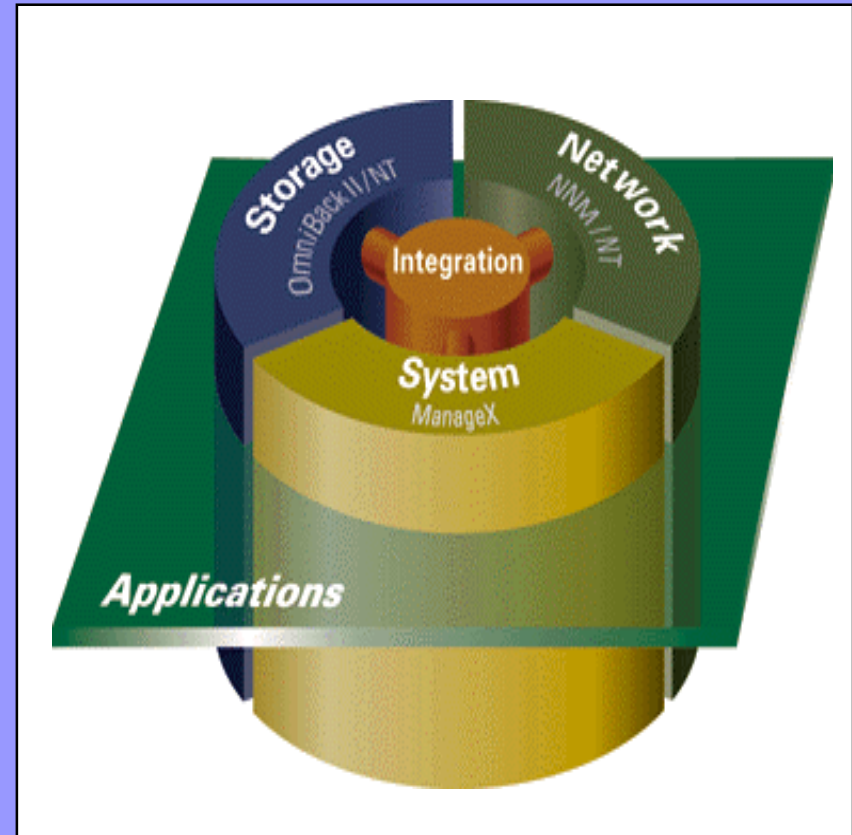 Storage
OmniBack II/NT
Network
NNM/NT
Integration
System
ManageX
Applications